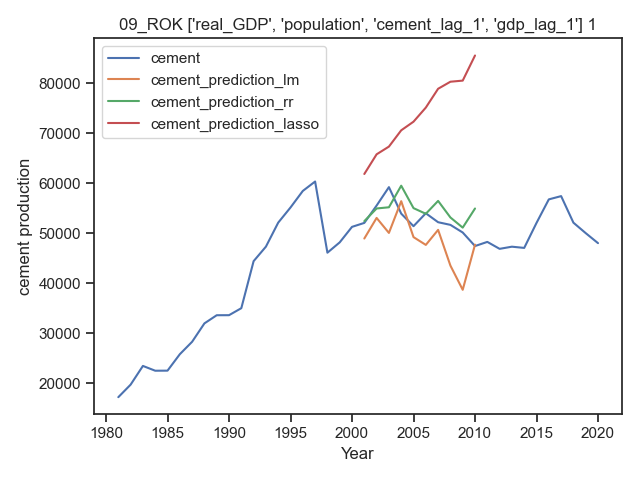 09_ROK ['real_GDP', 'population', 'cement_lag_1', 'gdp_lag_1'] 1
cement
cement_prediction_lm
cement_prediction_rr
cement_prediction_lasso
80000
70000
60000
50000
40000
30000
20000
cement production
1980 1985 1990 1995 2000 2005 2010 2015 2020
Year